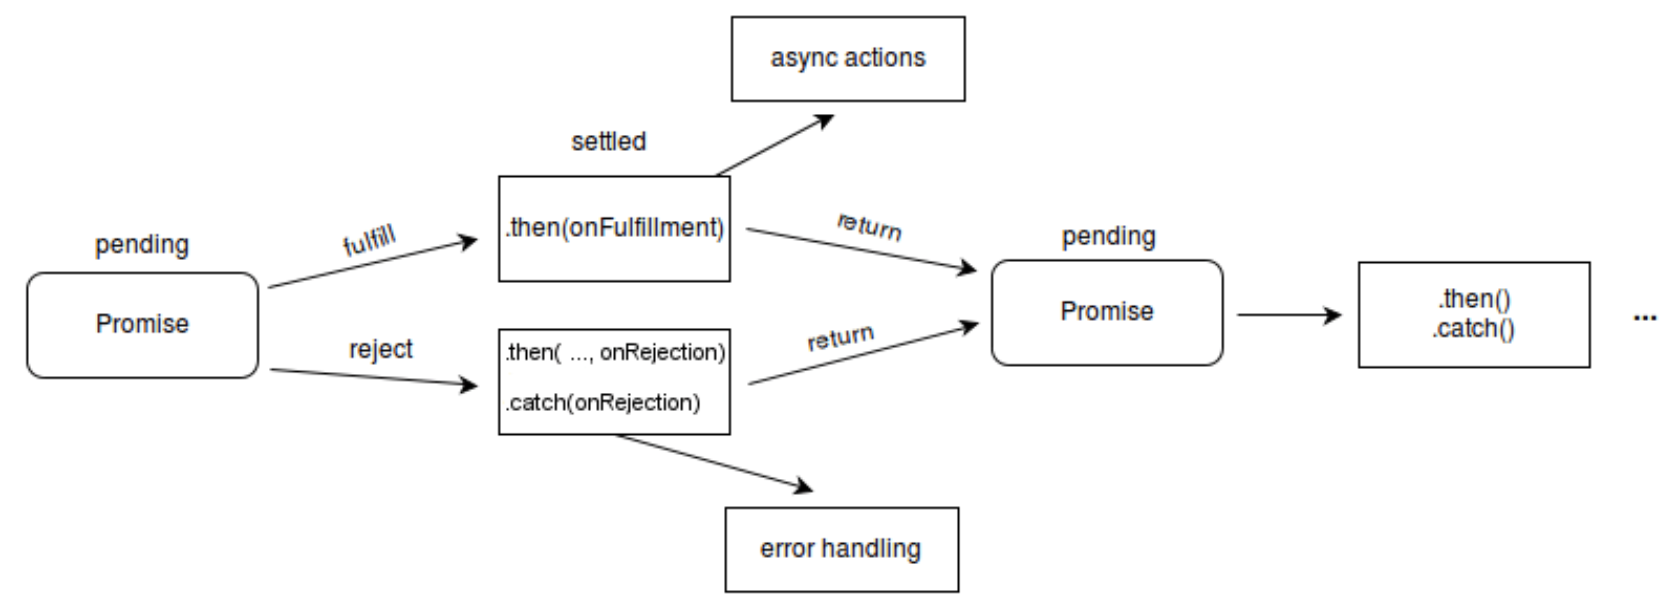 async actions
settled
.then(onFulfillment)
return
fulfill
pending
pending
Promise
Promise
.then()
.catch()
...
reject
.then( ..., onRejection)
return
.catch(onRejection)
error handling